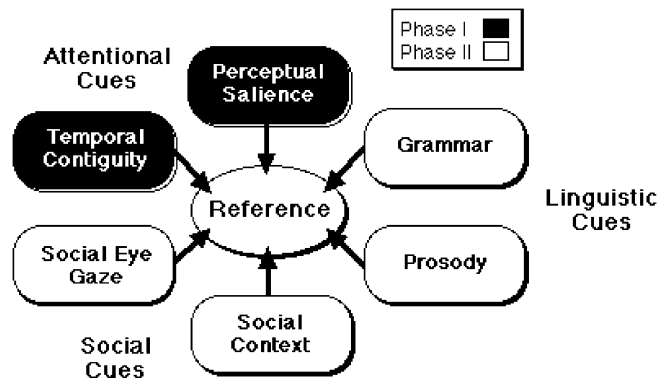 Phase I
Phase II
Attentional
Cues
Perceptual
Salience
Temporal
Contiguity
Grammar
Reference
Linguistic
Cues
Social Eye
Gaze
Prosody
Social
Context
Social
Cues